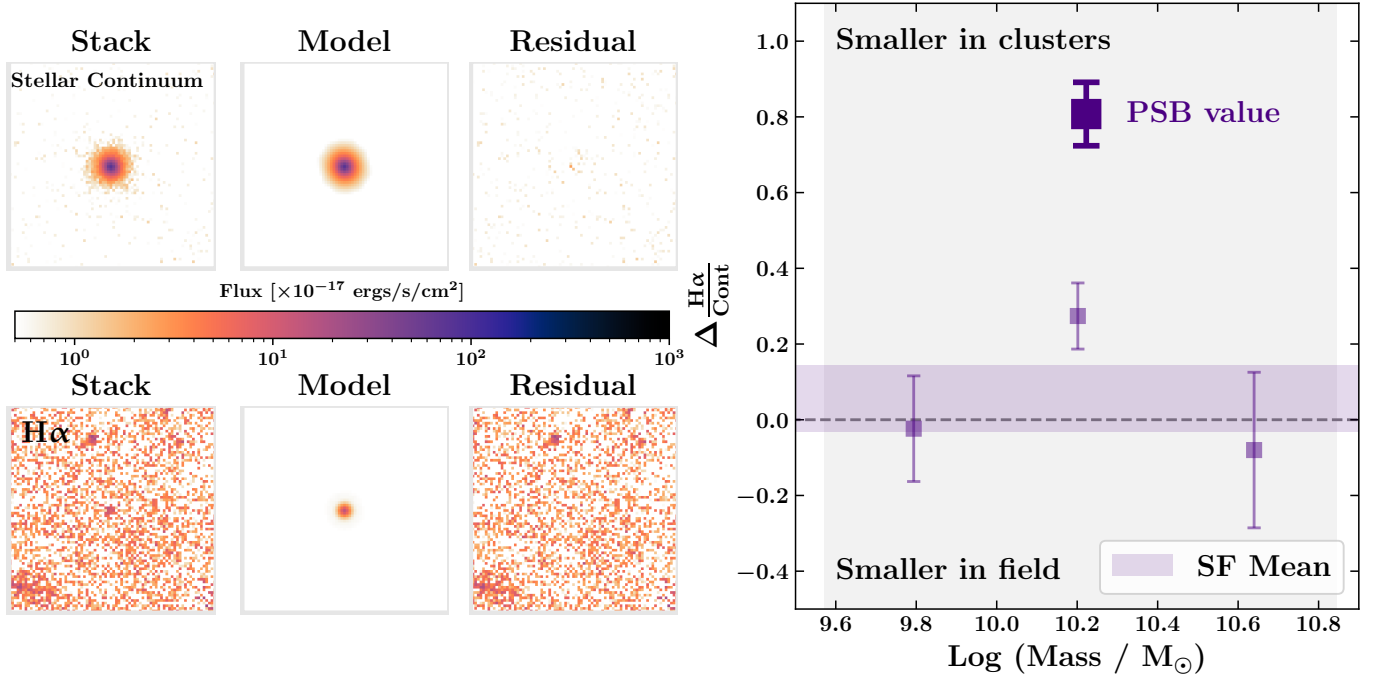 Stack
Model
Residual
Stellar Continuum
Flux [×10⁻¹⁷ ergs/s/cm²]
10⁰
10¹
10²
10³
Stack
Model
Residual
Hα
Δ Hα/Cont
1.0
0.8
0.6
0.4
0.2
0.0
−0.2
−0.4
Smaller in clusters
PSB value
Smaller in field
SF Mean
9.6
9.8
10.0
10.2
10.4
10.6
10.8
Log (Mass / M☉)